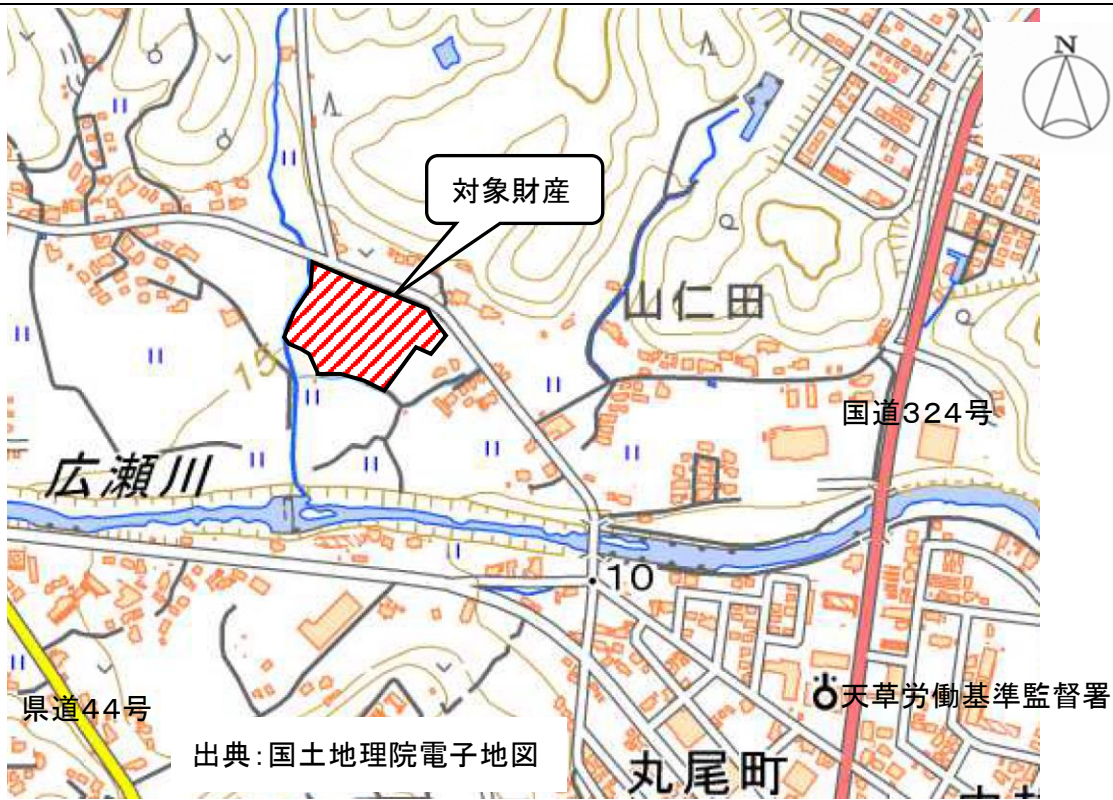 N
対象財産
山仁田
国道324号
15
広瀬川
10
県道44号
天草労働基準監督署
出典:国土地理院電子地図
丸尾町